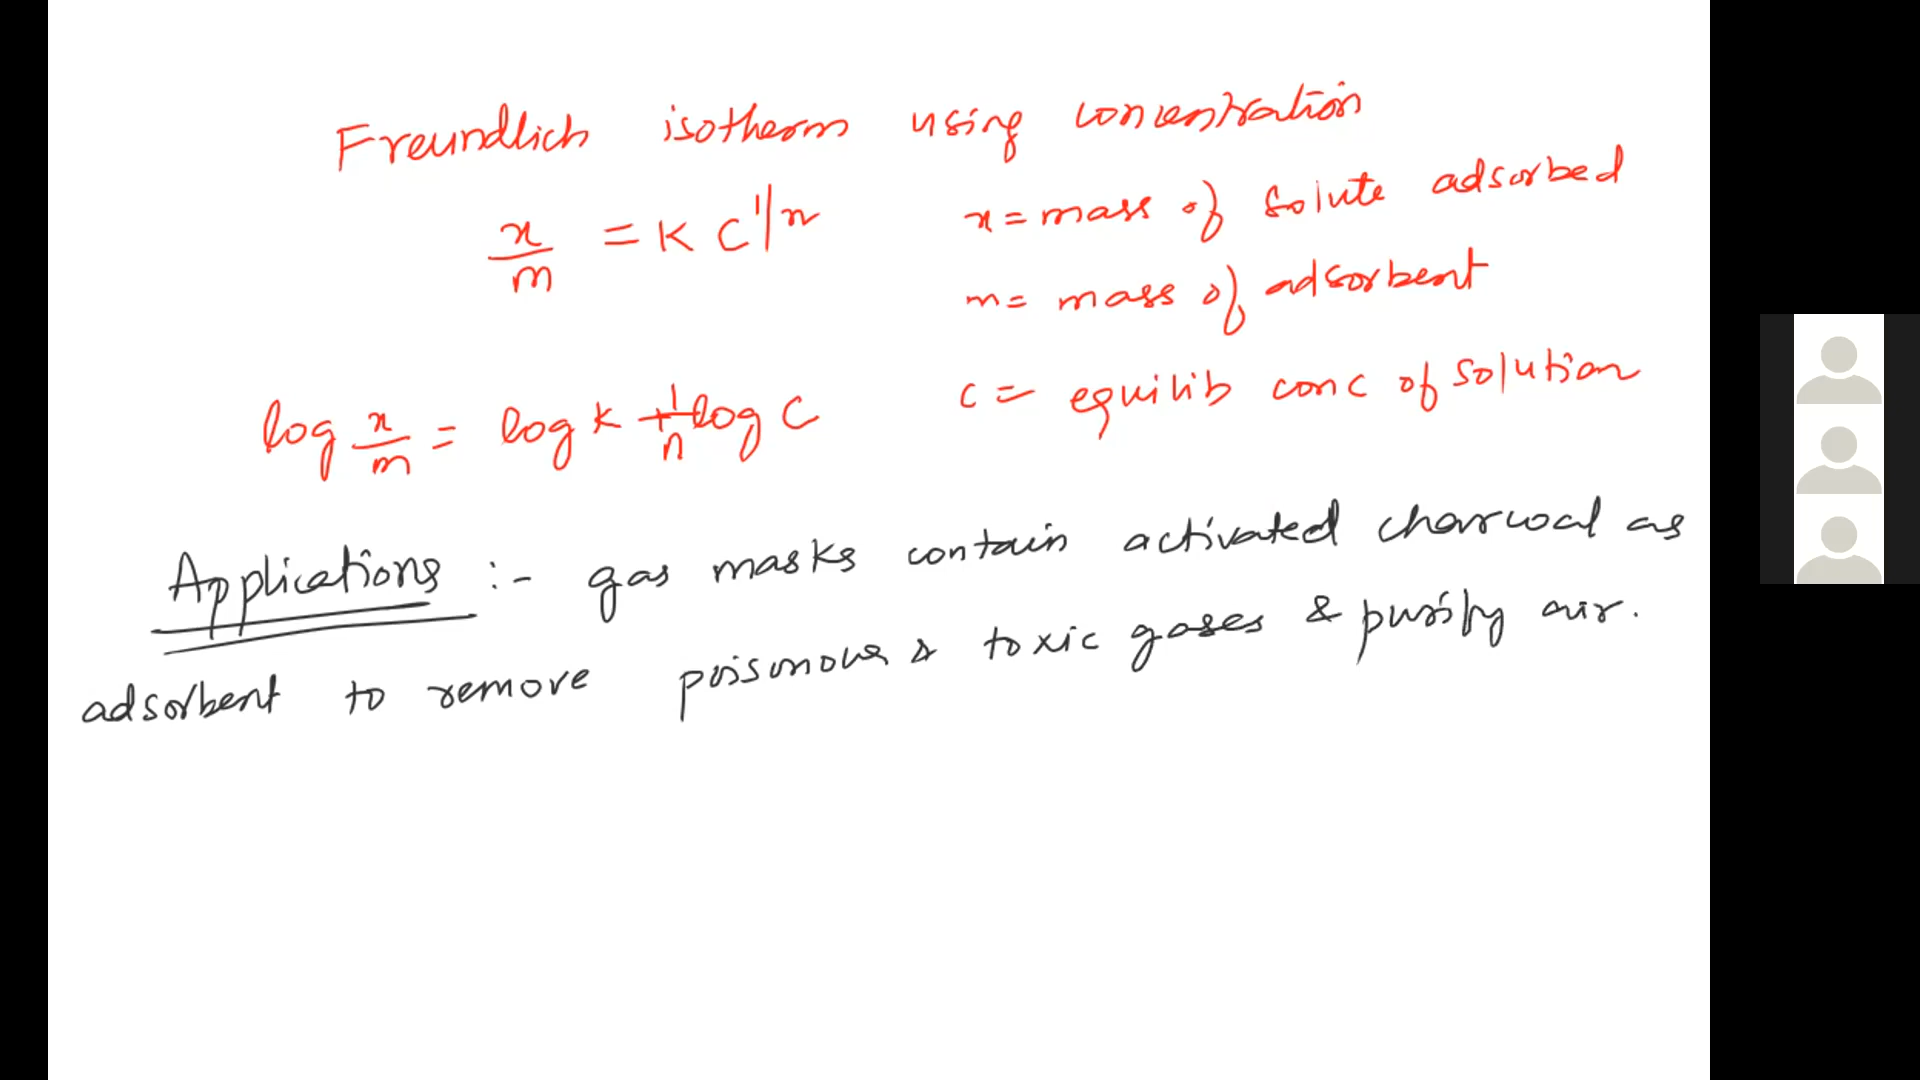 Freundlich isotherm using concentration
x/m = K C^1/n
x = mass of solute adsorbed
m = mass of adsorbent
log x/m = log K + 1/n log C
C = equilib conc of solution
Applications :- gas masks contain activated charcoal as
adsorbent to remove poisonous & toxic gases & purify air.